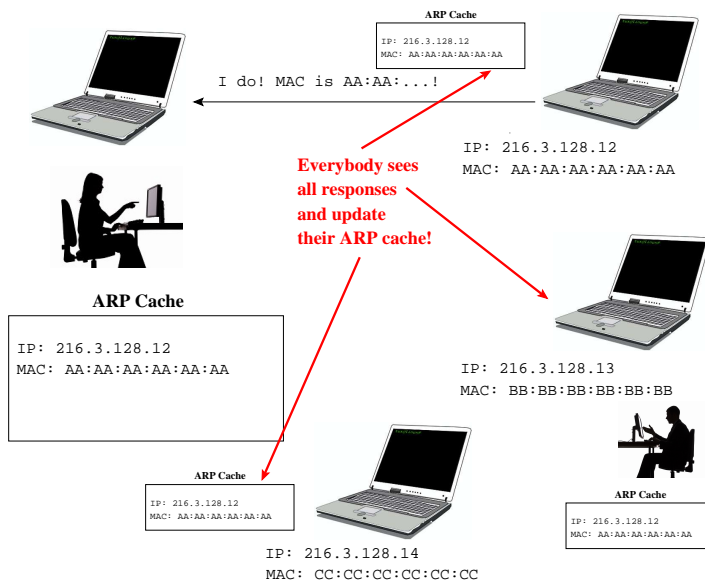 ARP Cache
IP: 216.3.128.12
MAC: AA:AA:AA:AA:AA:AA
I do! MAC is AA:AA:...!
IP: 216.3.128.12
MAC: AA:AA:AA:AA:AA:AA
Everybody sees
all responses
and update
their ARP cache!
ARP Cache
IP: 216.3.128.12
MAC: AA:AA:AA:AA:AA:AA
IP: 216.3.128.13
MAC: BB:BB:BB:BB:BB:BB
ARP Cache
IP: 216.3.128.12
MAC: AA:AA:AA:AA:AA:AA
ARP Cache
IP: 216.3.128.12
MAC: AA:AA:AA:AA:AA:AA
IP: 216.3.128.14
MAC: CC:CC:CC:CC:CC:CC